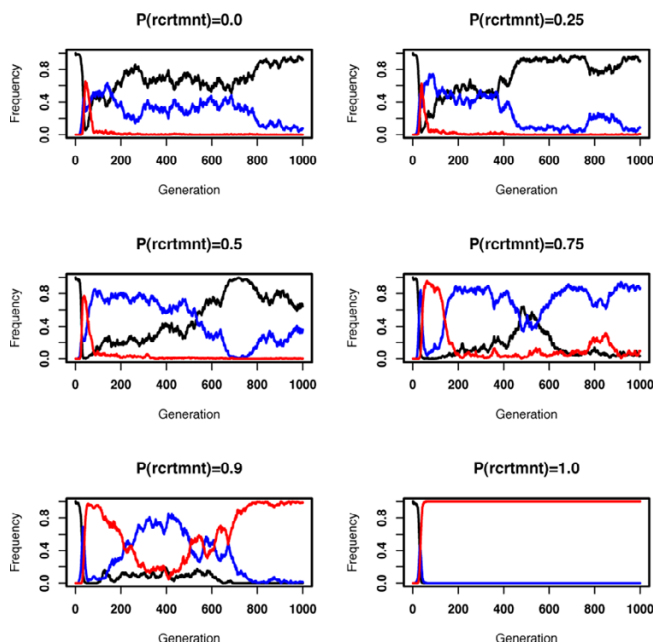 P(rcrtmnt)=0.0
Frequency
0.0 0.4 0.8
0 200 400 600 800 1000
Generation
P(rcrtmnt)=0.25
Frequency
0.0 0.4 0.8
0 200 400 600 800 1000
Generation
P(rcrtmnt)=0.5
Frequency
0.0 0.4 0.8
0 200 400 600 800 1000
Generation
P(rcrtmnt)=0.75
Frequency
0.0 0.4 0.8
0 200 400 600 800 1000
Generation
P(rcrtmnt)=0.9
Frequency
0.0 0.4 0.8
0 200 400 600 800 1000
Generation
P(rcrtmnt)=1.0
Frequency
0.0 0.4 0.8
0 200 400 600 800 1000
Generation